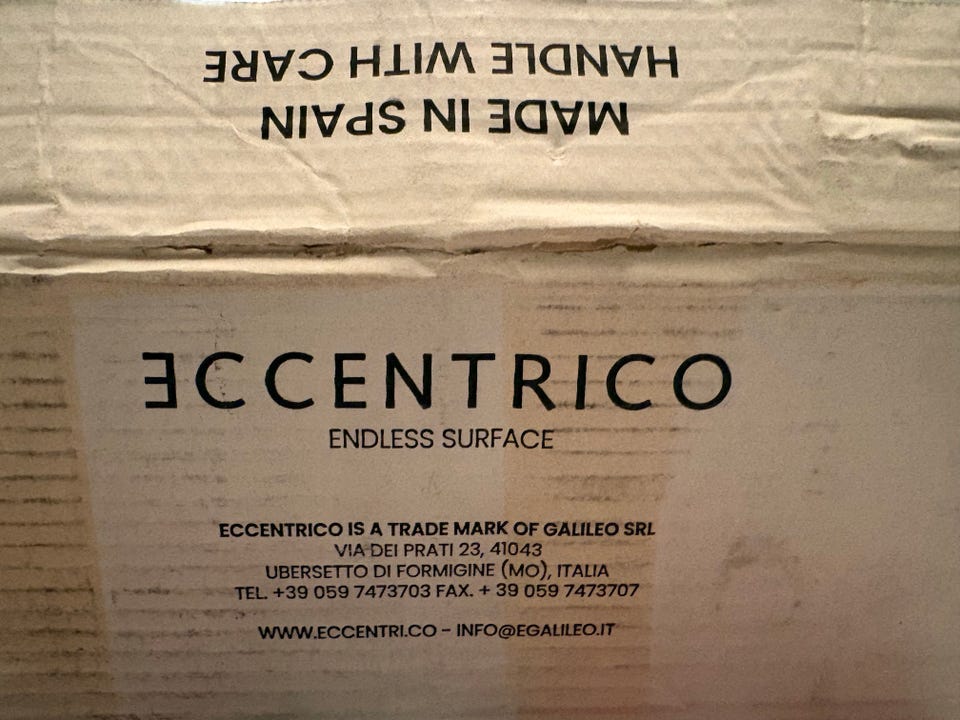 MADE IN SPAIN
HANDLE WITH CARE
ECCENTRICO
ENDLESS SURFACE
ECCENTRICO IS A TRADE MARK OF GALILEO SRL
VIA DEI PRATI 23, 41043
UBERSETTO DI FORMIGINE (MO), ITALIA
TEL. +39 059 7473703 FAX. + 39 059 7473707
WWW.ECCENTRI.CO - INFO@EGALILEO.IT